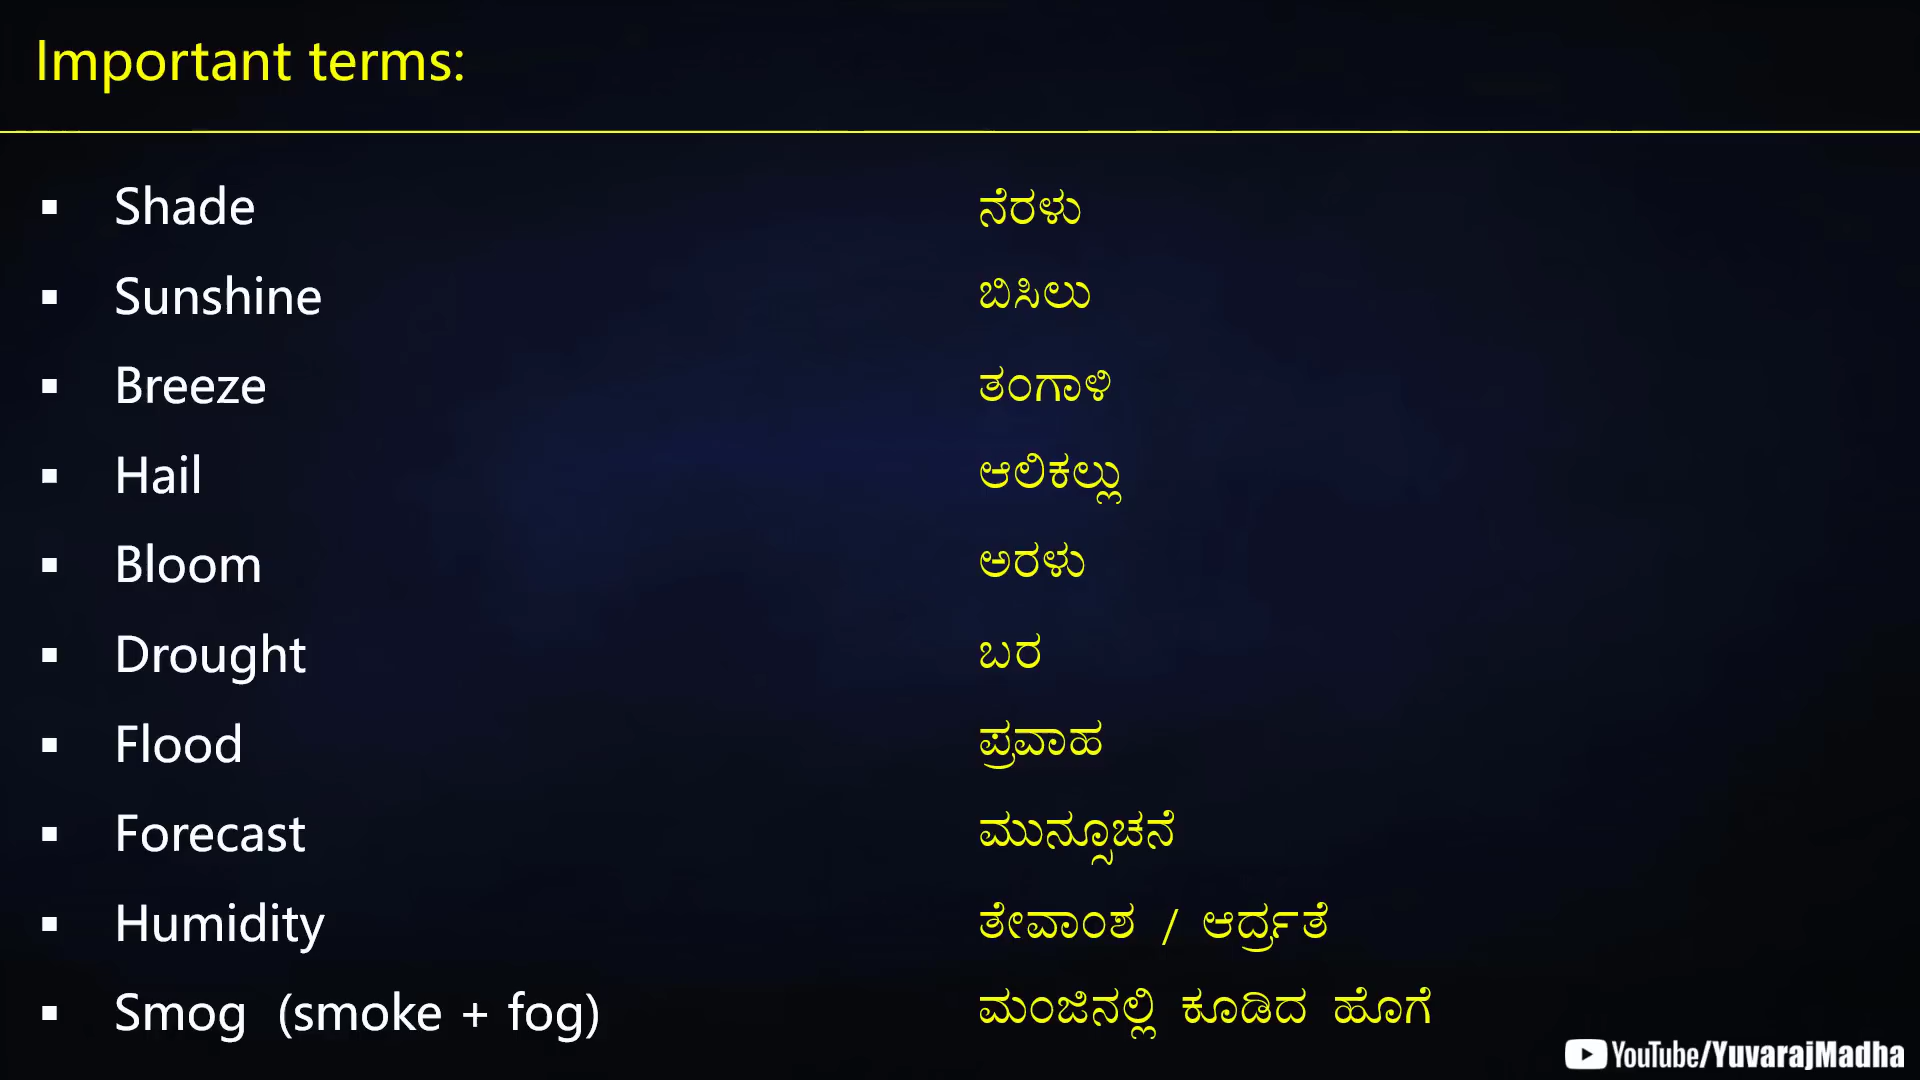 Important terms:
▪ Shade ನೆರಳು
▪ Sunshine ಬಿಸಿಲು
▪ Breeze ತಂಗಾಳಿ
▪ Hail ಆಲಿಕಲ್ಲು
▪ Bloom ಅರಳು
▪ Drought ಬರ
▪ Flood ಪ್ರವಾಹ
▪ Forecast ಮುನ್ಸೂಚನೆ
▪ Humidity ತೇವಾಂಶ / ಆರ್ದ್ರತೆ
▪ Smog (smoke + fog) ಮಂಜಿನಲ್ಲಿ ಕೂಡಿದ ಹೊಗೆ
YouTube/YuvarajMadha